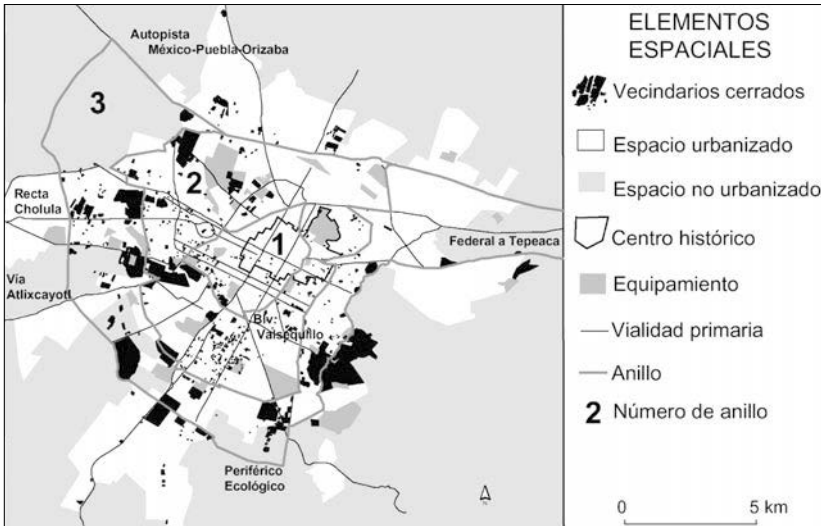 Autopista
México-Puebla-Orizaba
3
2
Recta
Cholula
1
Federal a Tepeaca
Vía
Atlixcayotl
Blv.
Valsequillo
Periférico
Ecológico
ELEMENTOS
ESPACIALES
Vecindarios cerrados
Espacio urbanizado
Espacio no urbanizado
Centro histórico
Equipamiento
Vialidad primaria
Anillo
2 Número de anillo
0 5 km